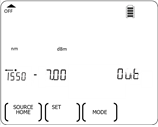 OFF
nm dBm
1550 - 7.00 Out
SOURCE HOME SET MODE